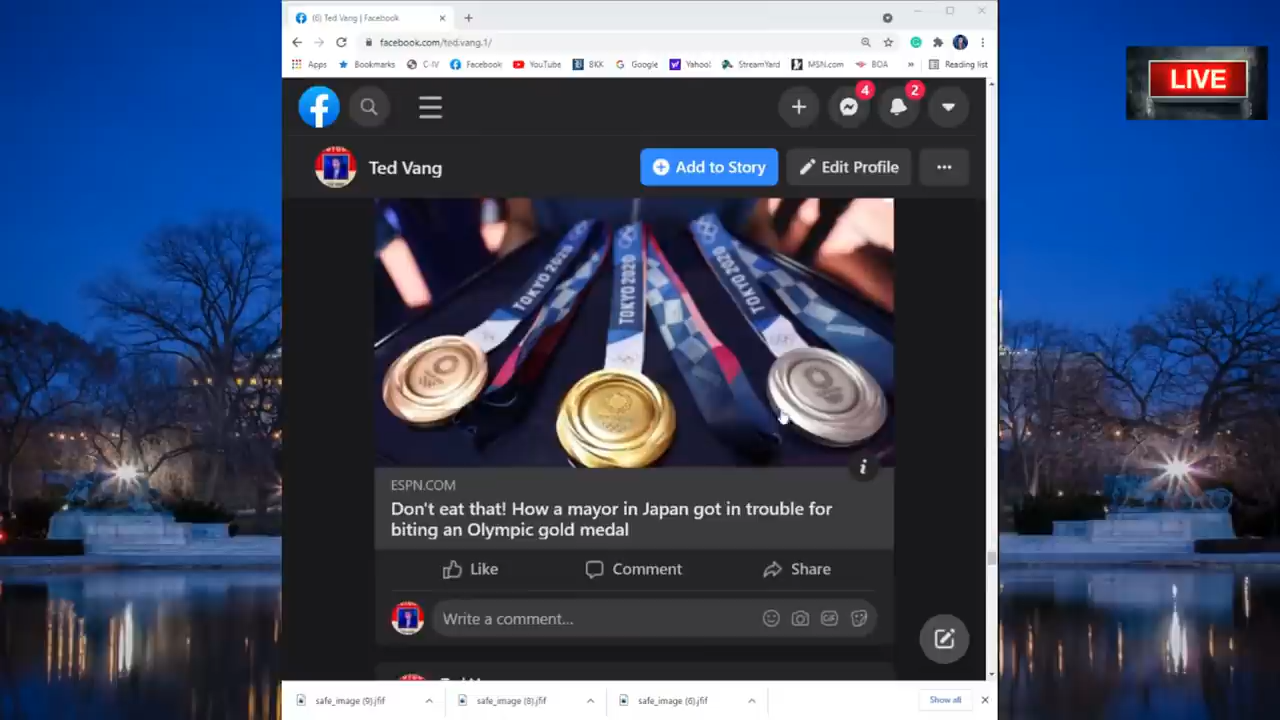 (6) Ted Vang | Facebook
facebook.com/ted.vang.1/
Apps Bookmarks C-IV Facebook YouTube BKK Google Yahoo! StreamYard MSN.com BOA » Reading list
LIVE
4 2
Ted Vang
Add to Story
Edit Profile
TOKYO 2020
TOKYO 2020
TOKYO 2020
ESPN.COM
Don't eat that! How a mayor in Japan got in trouble for
biting an Olympic gold medal
Like Comment Share
Write a comment...
GIF
safe_image (9).jfif safe_image (8).jfif safe_image (6).jfif Show all